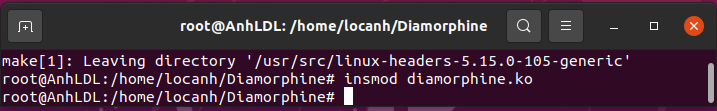 root@AnhLDL: /home/locanh/Diamorphine
make[1]: Leaving directory '/usr/src/linux-headers-5.15.0-105-generic'
root@AnhLDL:/home/locanh/Diamorphine# insmod diamorphine.ko
root@AnhLDL:/home/locanh/Diamorphine#